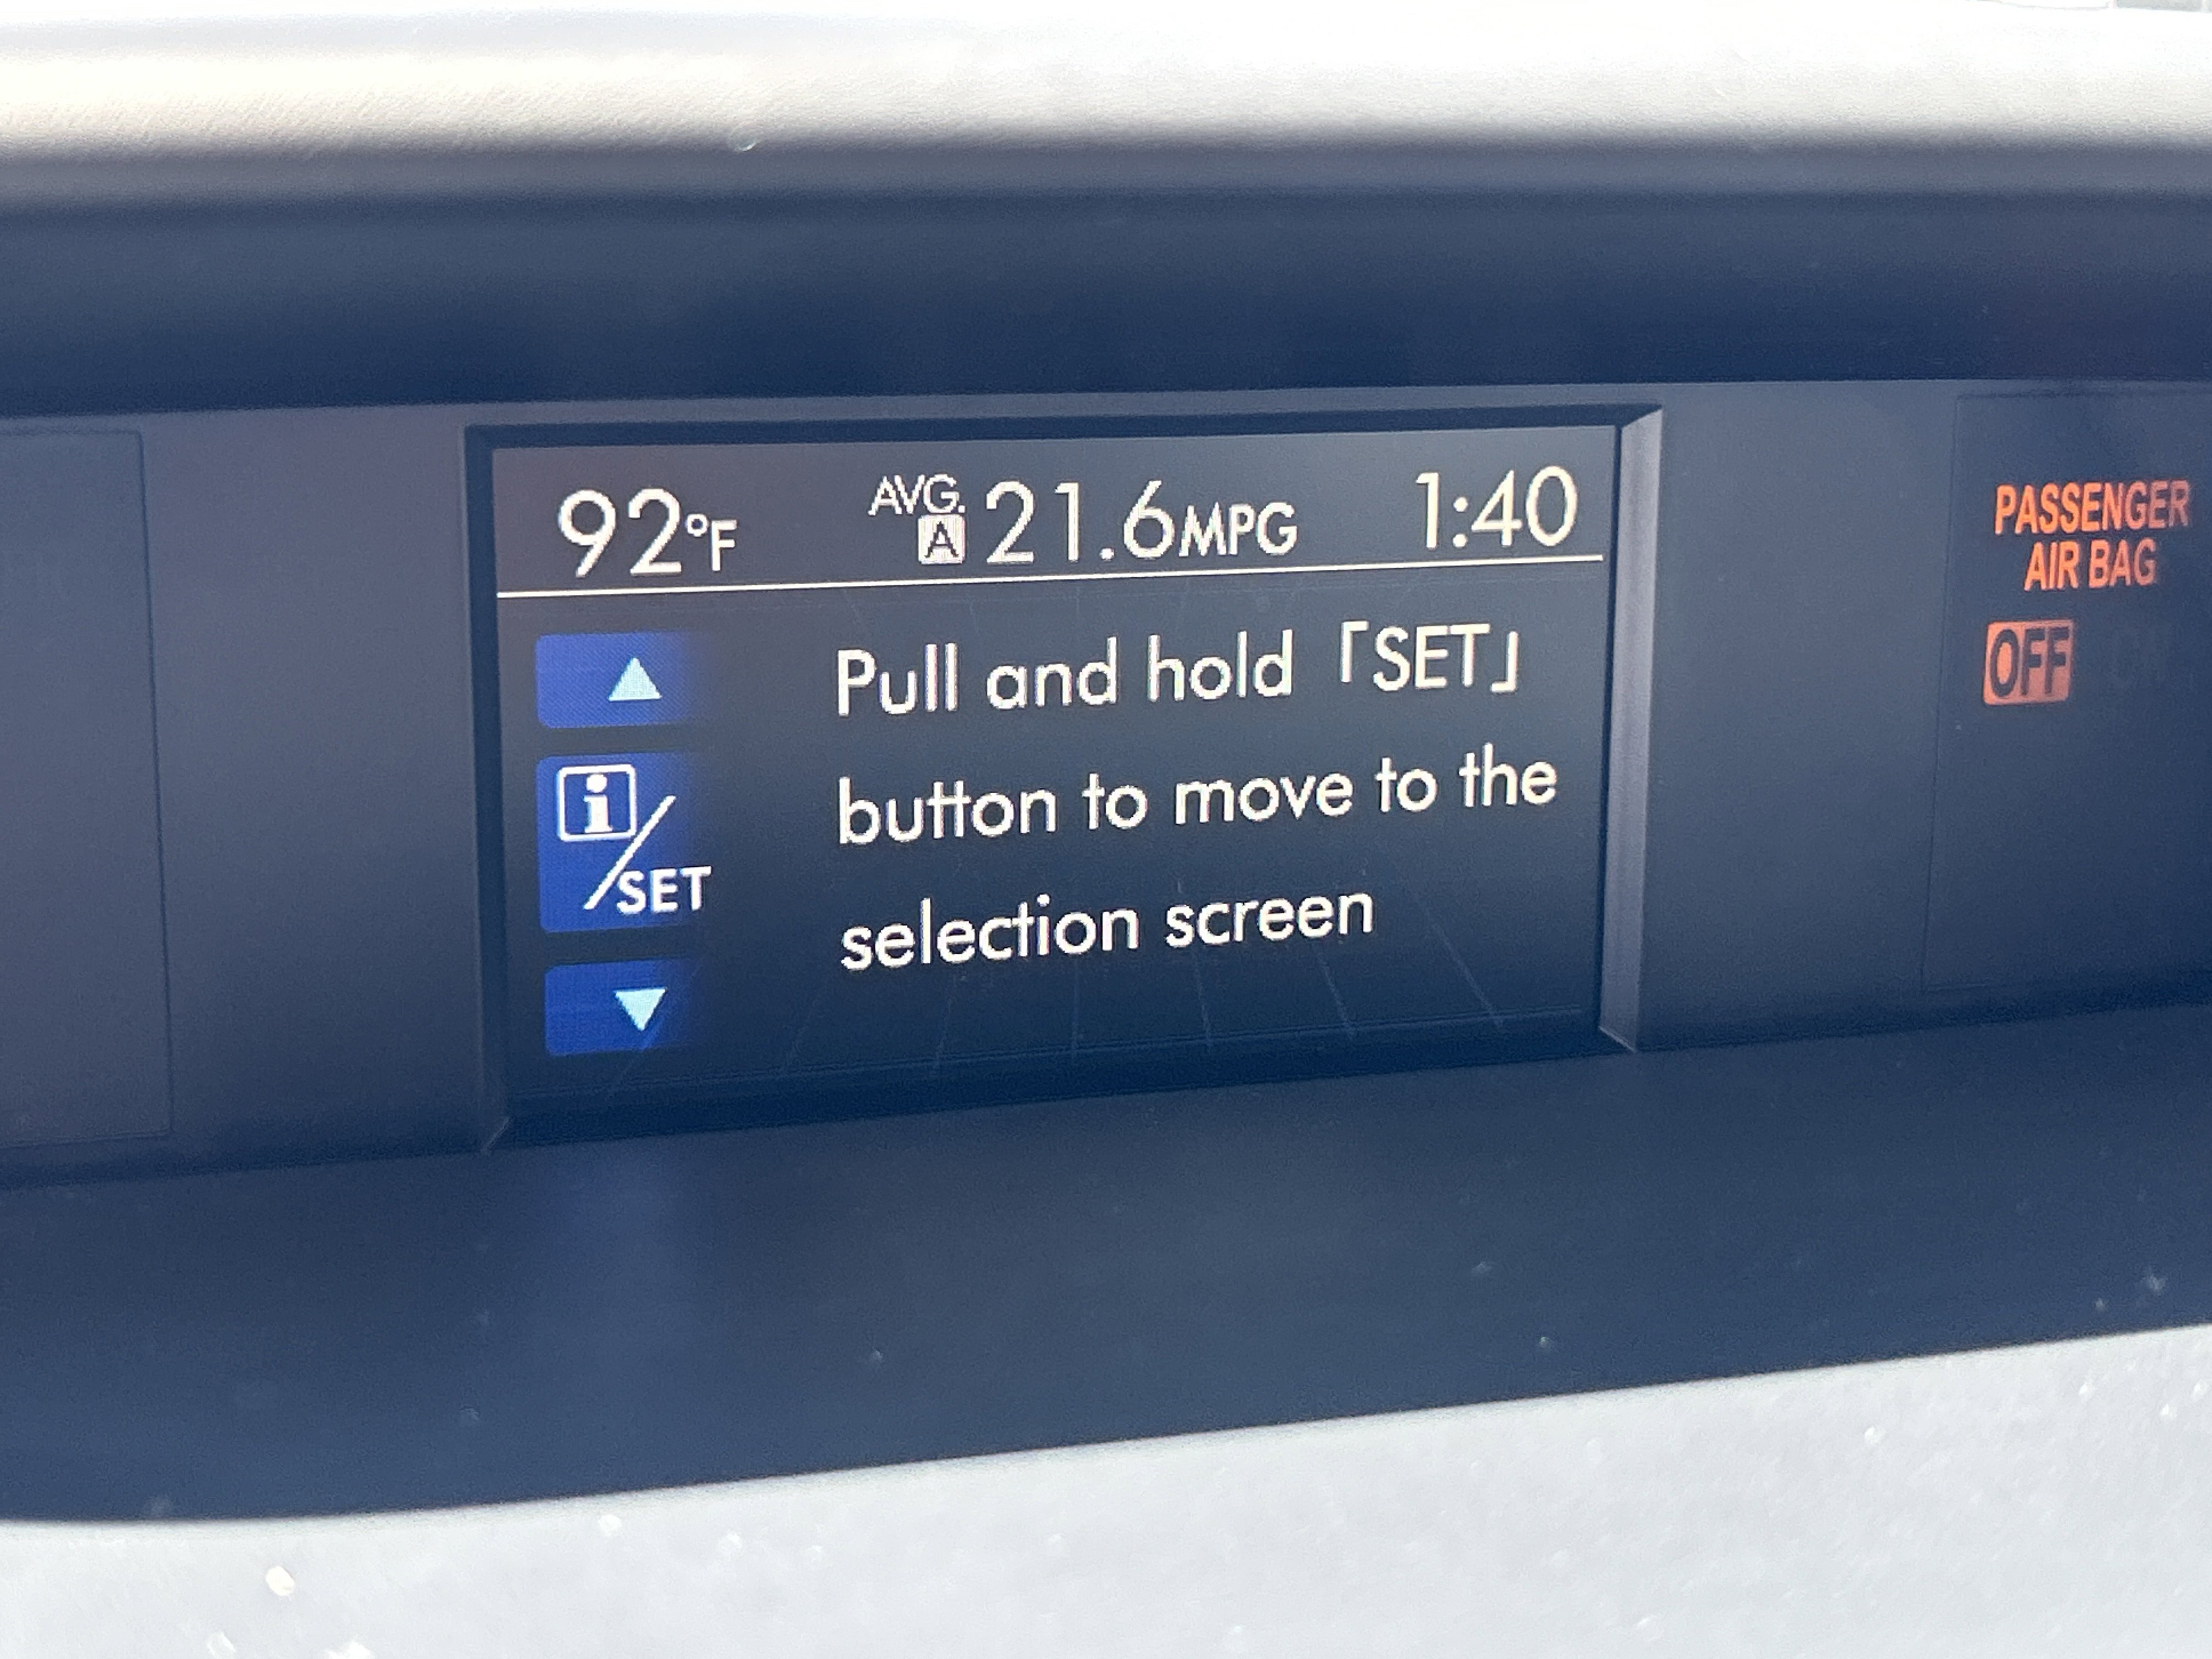 92°F AVG. A 21.6MPG 1:40
PASSENGER
AIR BAG
OFF
i/SET
Pull and hold「SET」
button to move to the
selection screen